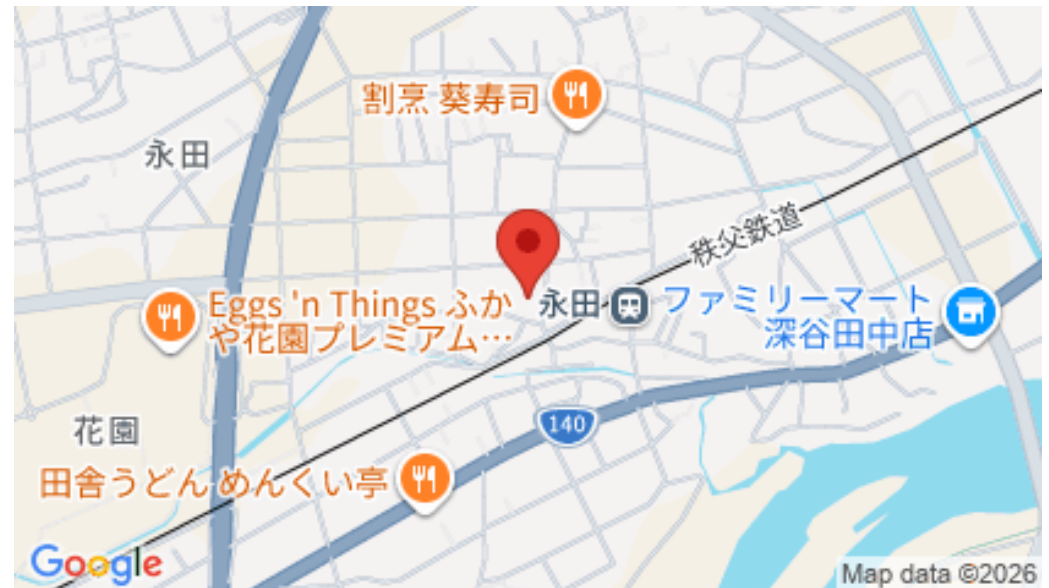 割烹 葵寿司
永田
秩父鉄道
Eggs 'n Things ふか
や花園プレミアム…
永田
ファミリーマート
深谷田中店
花園
140
田舎うどん めんくい亭
Google
Map data ©2026